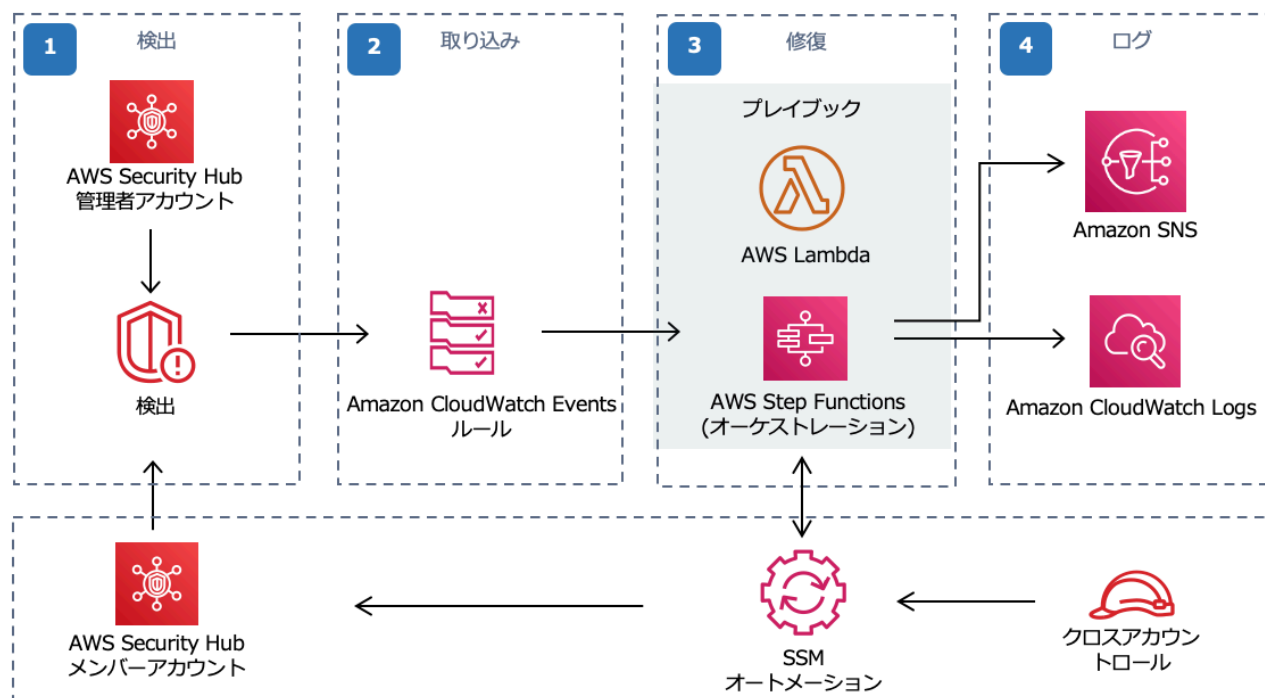 1
検出
AWS Security Hub
管理者アカウント
検出
2
取り込み
Amazon CloudWatch Events
ルール
3
修復
プレイブック
AWS Lambda
AWS Step Functions
(オーケストレーション)
4
ログ
Amazon SNS
Amazon CloudWatch Logs
AWS Security Hub
メンバーアカウント
SSM
オートメーション
クロスアカウン
トロール